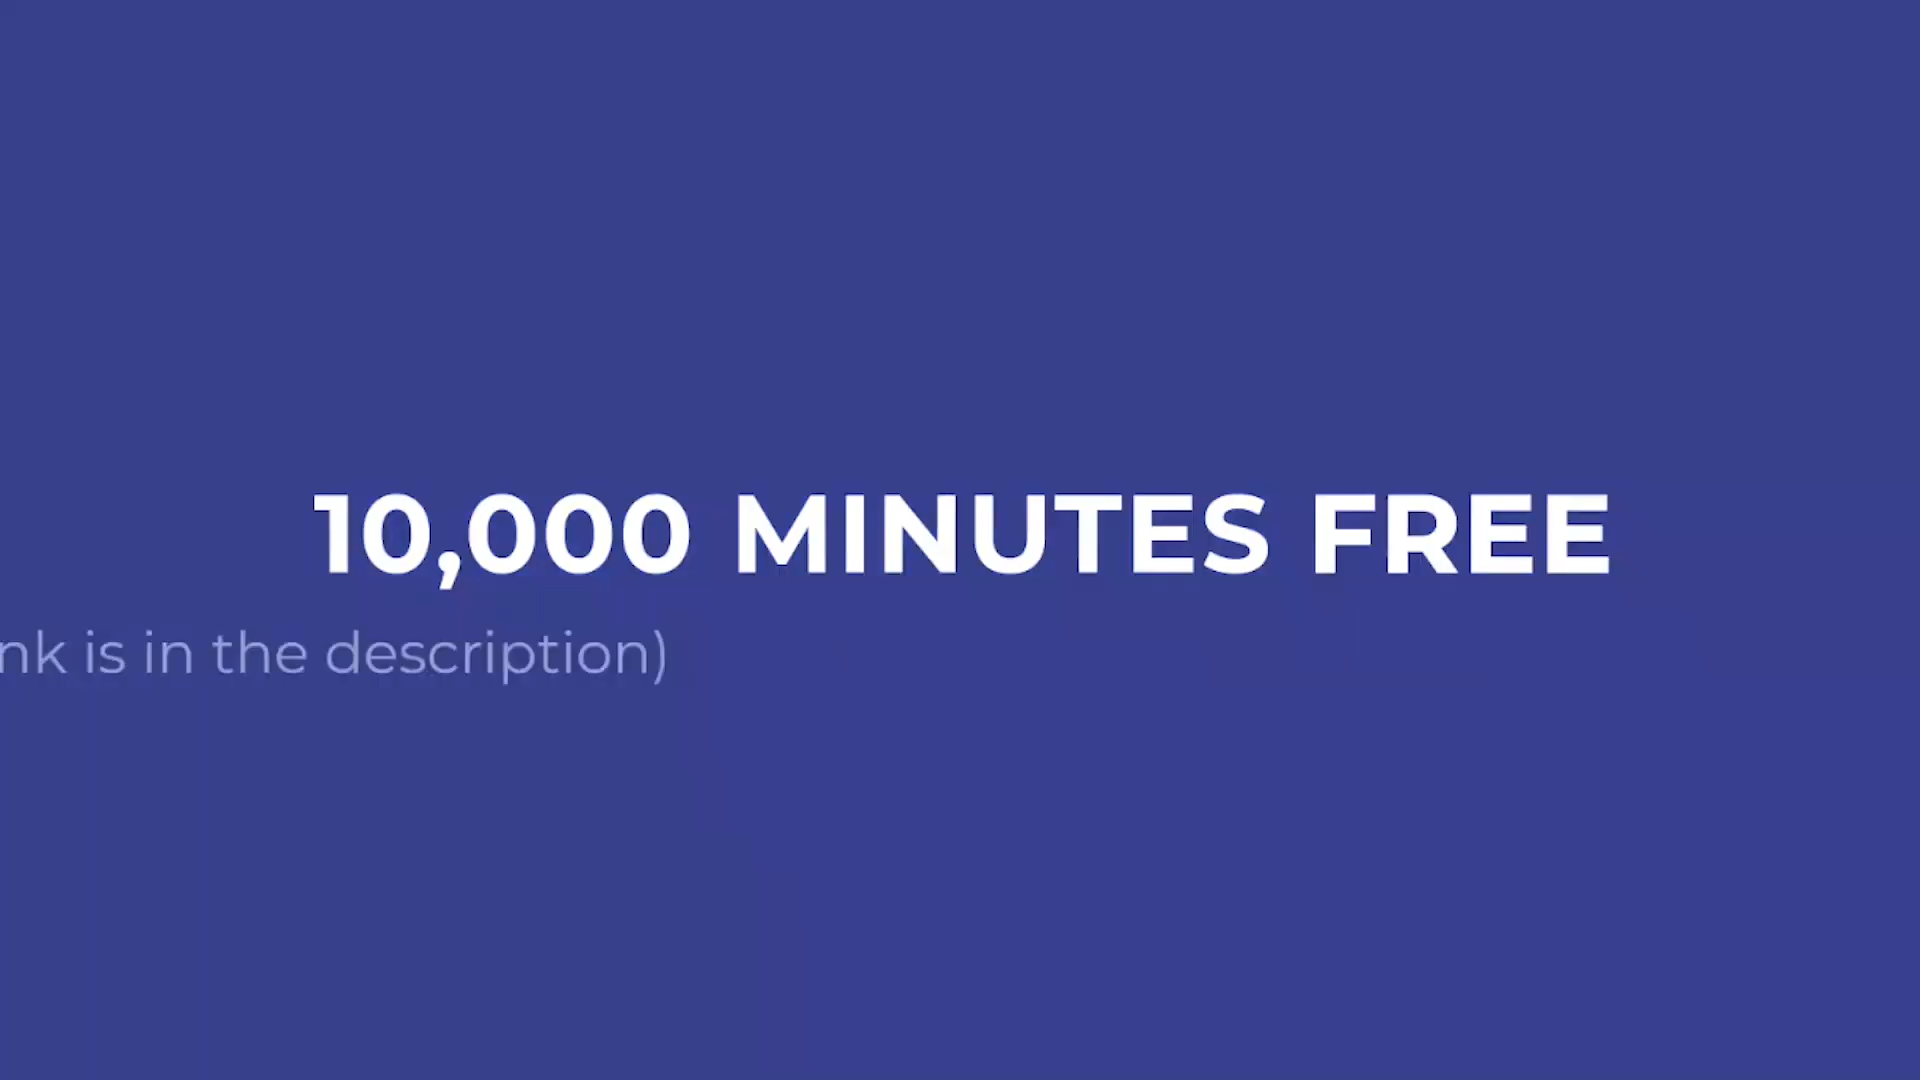 10,000 MINUTES FREE
nk is in the description)